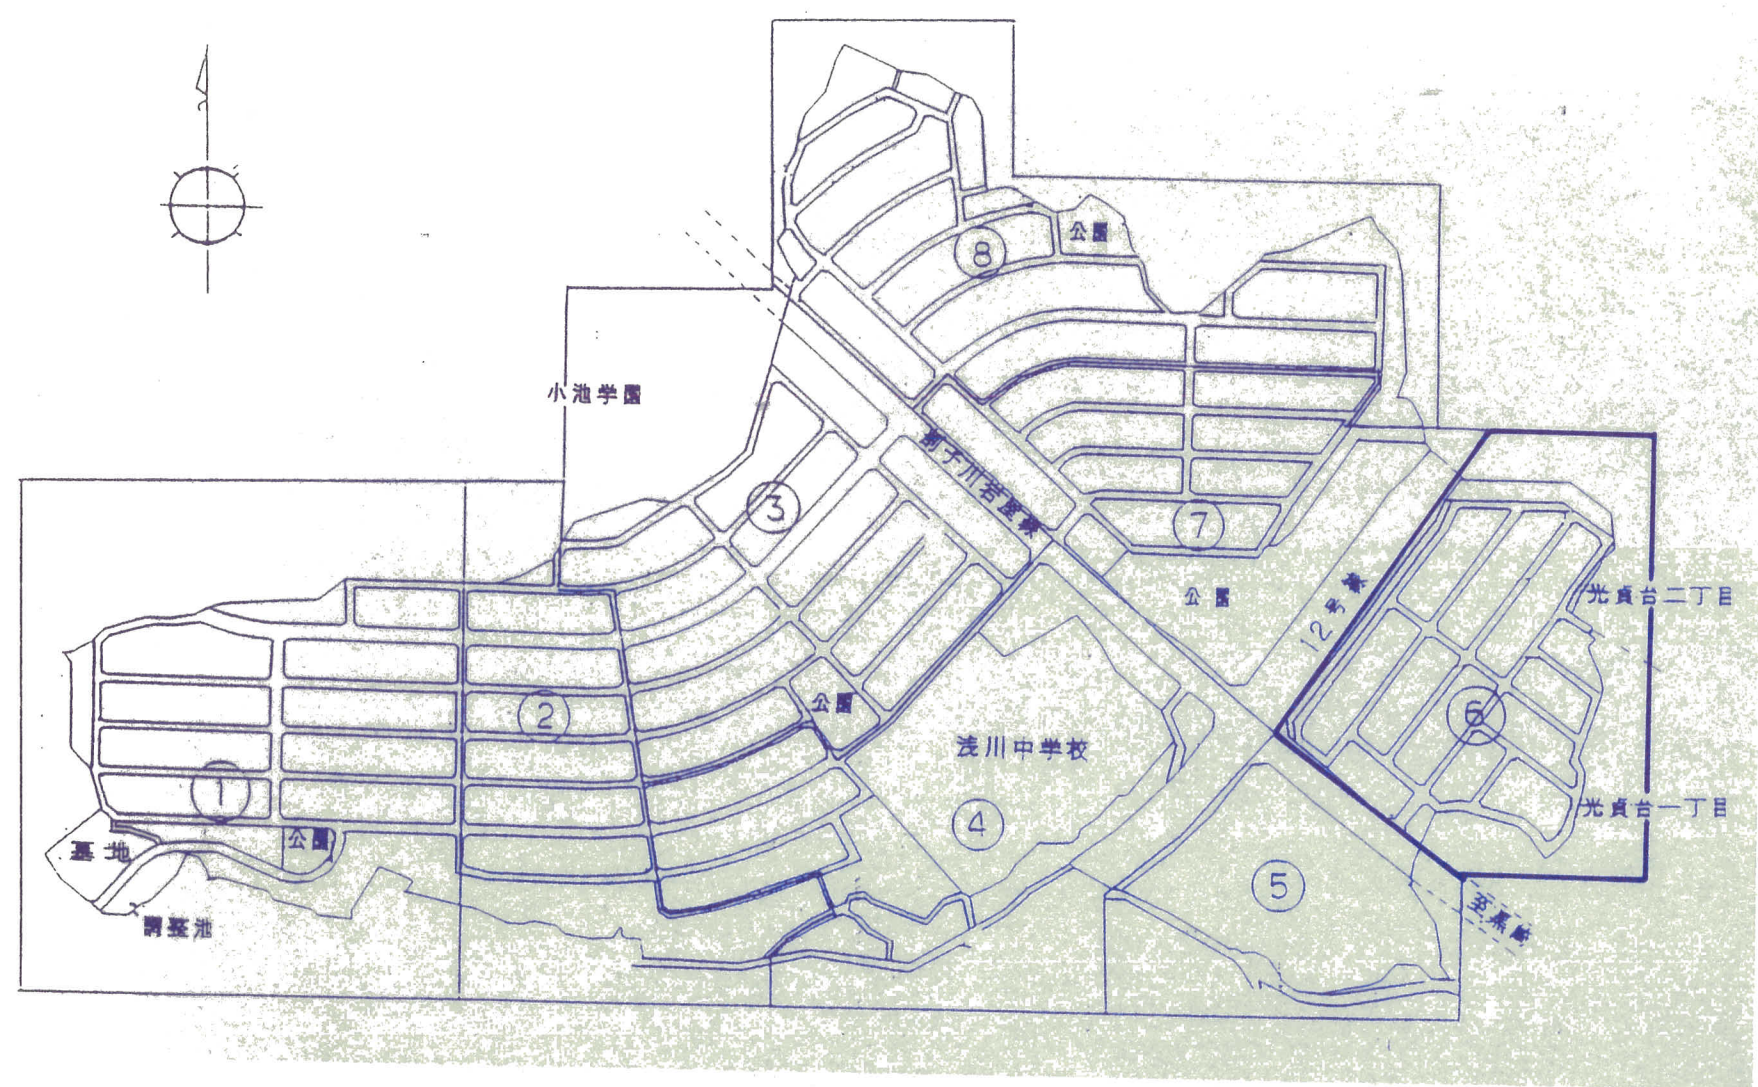 公園
⑧
小池学園
③
割子川岩屋線
⑦
公園
12号線
光貞台二丁目
②
公園
⑥
浅川中学校
①
④
光貞台一丁目
公園
墓地
⑤
調整池
至黒崎